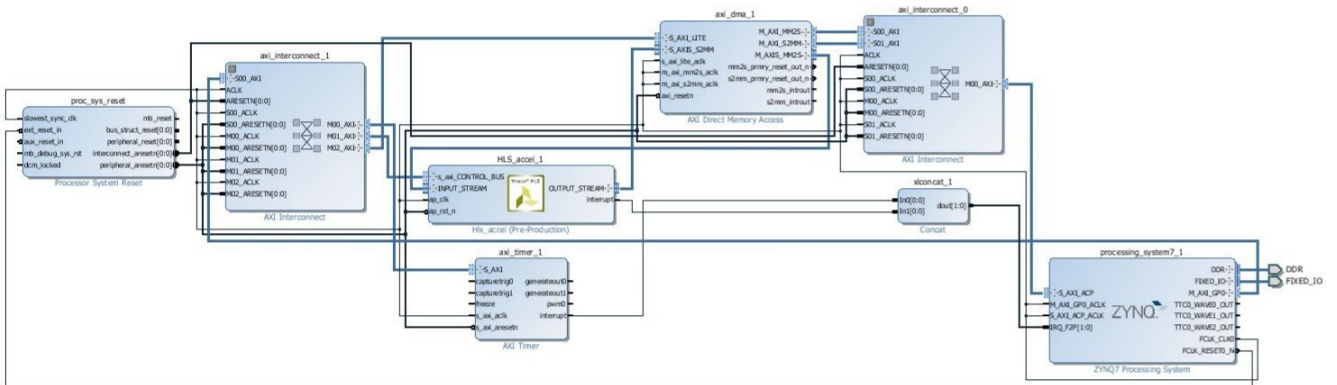 proc_sys_reset
slowest_sync_clk
ext_reset_in
aux_reset_in
mb_debug_sys_rst
dcm_locked
mb_reset
bus_struct_reset[0:0]
peripheral_reset[0:0]
interconnect_aresetn[0:0]
peripheral_aresetn[0:0]
Processor System Reset
axi_interconnect_1
S00_AXI
ACLK
ARESETN[0:0]
S00_ACLK
S00_ARESETN[0:0]
M00_ACLK
M00_ARESETN[0:0]
M01_ACLK
M01_ARESETN[0:0]
M02_ACLK
M02_ARESETN[0:0]
M00_AXI
M01_AXI
M02_AXI
AXI Interconnect
axi_dma_1
S_AXI_LITE
S_AXIS_S2MM
s_axi_lite_aclk
m_axi_mm2s_aclk
m_axi_s2mm_aclk
axi_resetn
M_AXI_MM2S
M_AXI_S2MM
M_AXIS_MM2S
mm2s_prmry_reset_out_n
s2mm_prmry_reset_out_n
mm2s_introut
s2mm_introut
AXI Direct Memory Access
axi_interconnect_0
S00_AXI
S01_AXI
ACLK
ARESETN[0:0]
S00_ACLK
S00_ARESETN[0:0]
M00_ACLK
M00_ARESETN[0:0]
S01_ACLK
S01_ARESETN[0:0]
M00_AXI
AXI Interconnect
HLS_accel_1
s_axi_CONTROL_BUS
INPUT_STREAM
ap_clk
ap_rst_n
Vivado HLS
OUTPUT_STREAM
interrupt
Hls_accel (Pre-Production)
xlconcat_1
In0[0:0]
In1[0:0]
dout[1:0]
Concat
axi_timer_1
S_AXI
capturetrig0
capturetrig1
freeze
s_axi_aclk
s_axi_aresetn
generateout0
generateout1
pwm0
interrupt
AXI Timer
processing_system7_1
S_AXI_ACP
M_AXI_GP0_ACLK
S_AXI_ACP_ACLK
IRQ_F2P[1:0]
ZYNQ
DDR
FIXED_IO
M_AXI_GP0
TTC0_WAVE0_OUT
TTC0_WAVE1_OUT
TTC0_WAVE2_OUT
FCLK_CLK0
FCLK_RESET0_N
ZYNQ7 Processing System
DDR
FIXED_IO